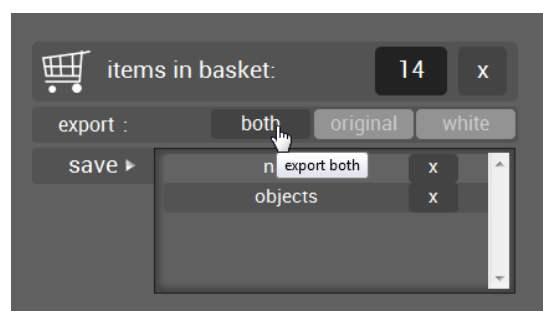 items in basket: 14 x
export : both original white
save
export both
x
objects x